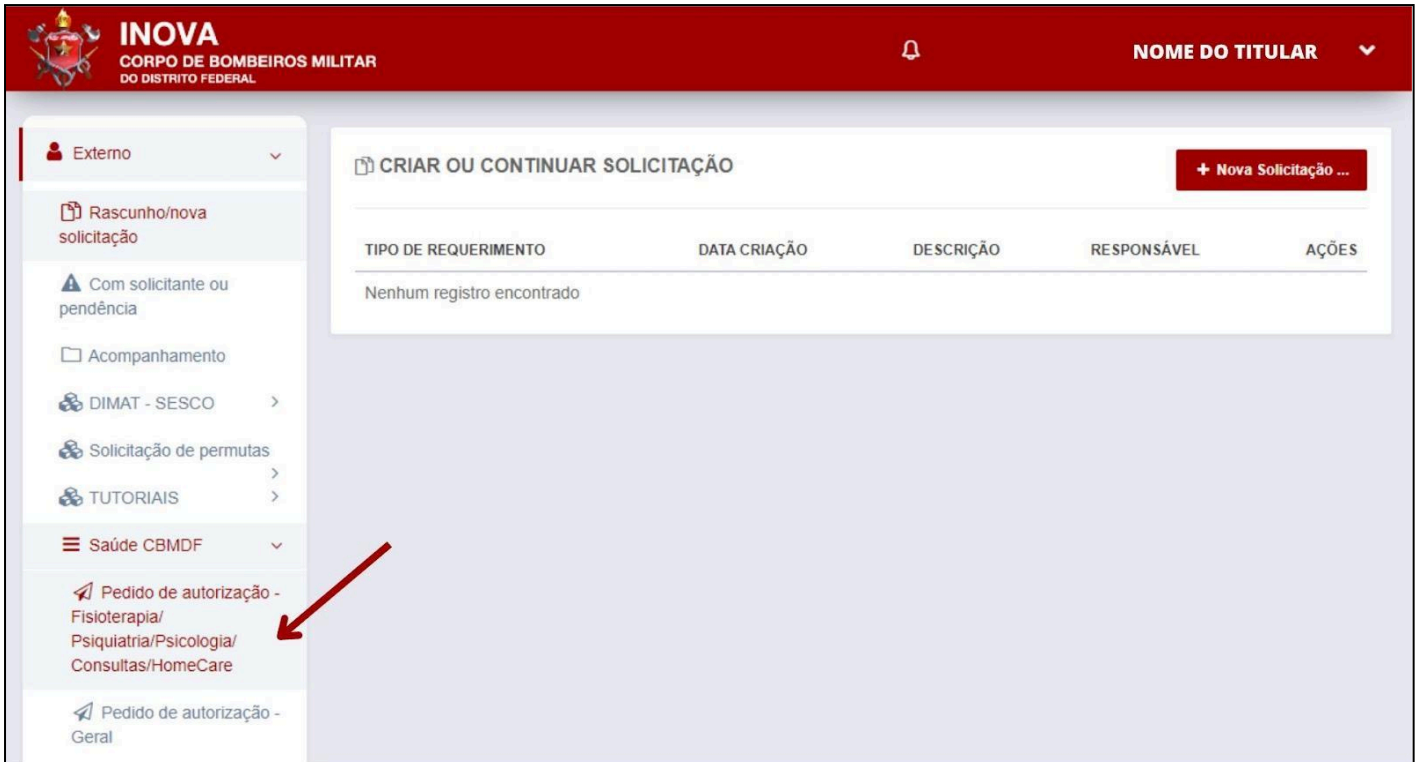 INOVA
CORPO DE BOMBEIROS MILITAR
DO DISTRITO FEDERAL
NOME DO TITULAR
Externo
Rascunho/nova
solicitação
Com solicitante ou
pendência
Acompanhamento
DIMAT - SESCO
Solicitação de permutas
TUTORIAIS
Saúde CBMDF
Pedido de autorização -
Fisioterapia/
Psiquiatria/Psicologia/
Consultas/HomeCare
Pedido de autorização -
Geral
CRIAR OU CONTINUAR SOLICITAÇÃO
+ Nova Solicitação ...
TIPO DE REQUERIMENTO DATA CRIAÇÃO DESCRIÇÃO RESPONSÁVEL AÇÕES
Nenhum registro encontrado